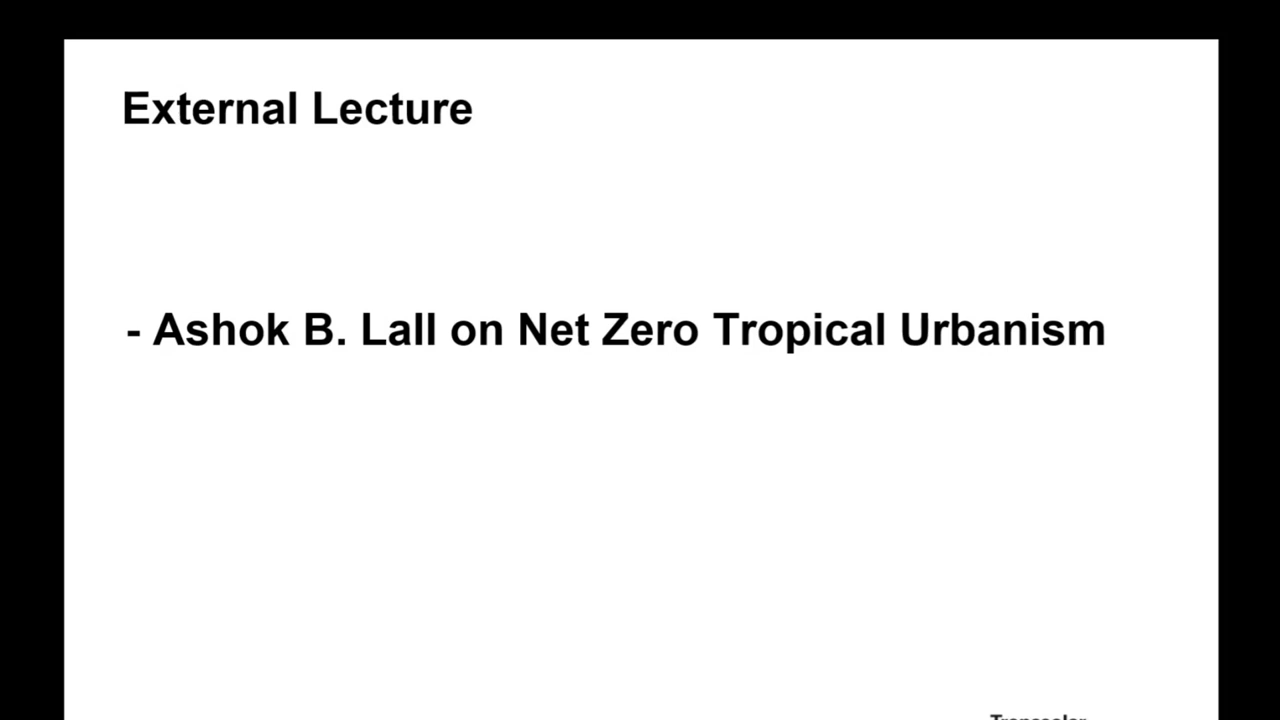 External Lecture
- Ashok B. Lall on Net Zero Tropical Urbanism